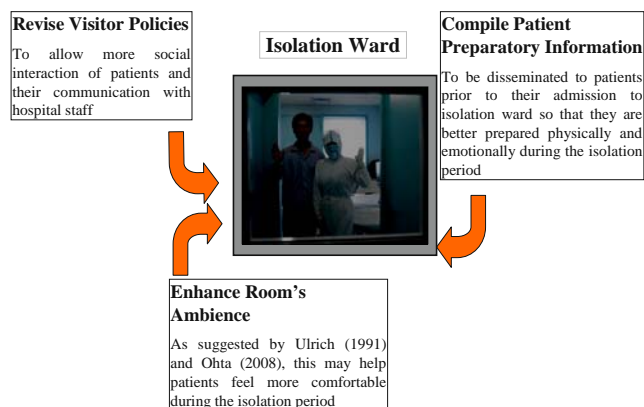 Revise Visitor Policies
To allow more social
interaction of patients and
their communication with
hospital staff
Isolation Ward
Compile Patient
Preparatory Information
To be disseminated to patients
prior to their admission to
isolation ward so that they are
better prepared physically and
emotionally during the isolation
period
Enhance Room's
Ambience
As suggested by Ulrich (1991)
and Ohta (2008), this may help
patients feel more comfortable
during the isolation period